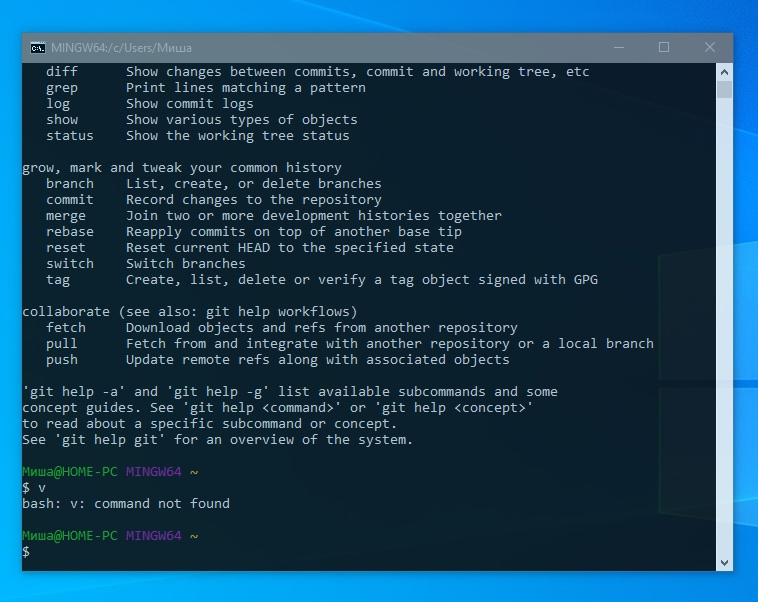 MINGW64:/c/Users/Миша
diff Show changes between commits, commit and working tree, etc
grep Print lines matching a pattern
log Show commit logs
show Show various types of objects
status Show the working tree status
grow, mark and tweak your common history
branch List, create, or delete branches
commit Record changes to the repository
merge Join two or more development histories together
rebase Reapply commits on top of another base tip
reset Reset current HEAD to the specified state
switch Switch branches
tag Create, list, delete or verify a tag object signed with GPG
collaborate (see also: git help workflows)
fetch Download objects and refs from another repository
pull Fetch from and integrate with another repository or a local branch
push Update remote refs along with associated objects
'git help -a' and 'git help -g' list available subcommands and some
concept guides. See 'git help <command>' or 'git help <concept>'
to read about a specific subcommand or concept.
See 'git help git' for an overview of the system.
Миша@HOME-PC MINGW64 ~
$ v
bash: v: command not found
Миша@HOME-PC MINGW64 ~
$